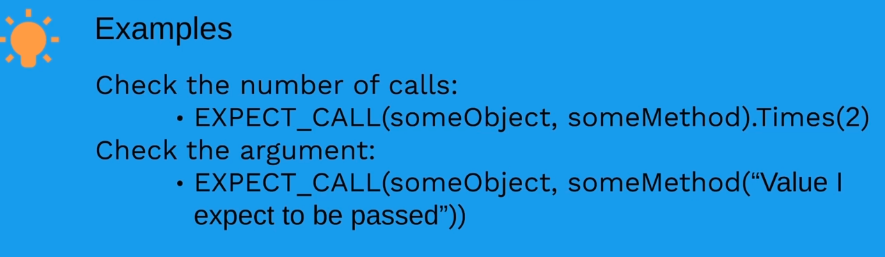 Examples
Check the number of calls:
• EXPECT_CALL(someObject, someMethod).Times(2)
Check the argument:
• EXPECT_CALL(someObject, someMethod(“Value I
expect to be passed”))